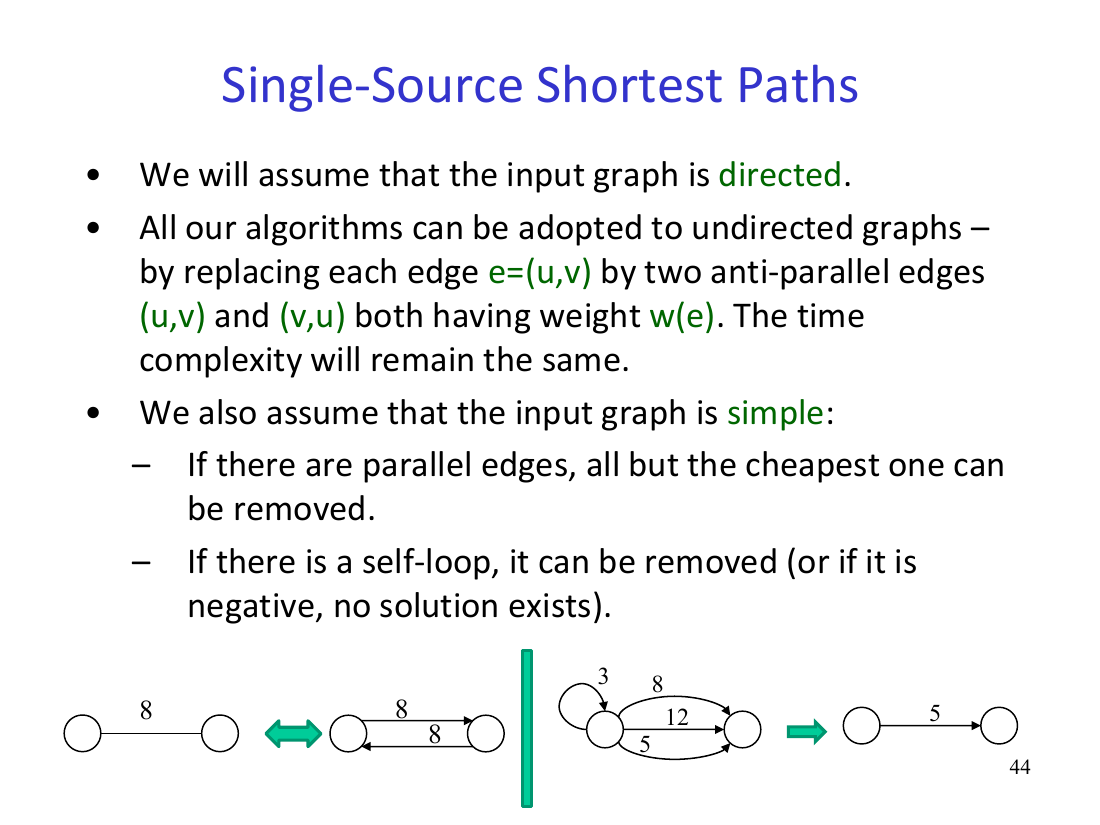 Single-Source Shortest Paths
• We will assume that the input graph is directed.
• All our algorithms can be adopted to undirected graphs –
by replacing each edge e=(u,v) by two anti-parallel edges
(u,v) and (v,u) both having weight w(e). The time
complexity will remain the same.
• We also assume that the input graph is simple:
– If there are parallel edges, all but the cheapest one can
be removed.
– If there is a self-loop, it can be removed (or if it is
negative, no solution exists).
8
8
8
3
8
12
5
5
44